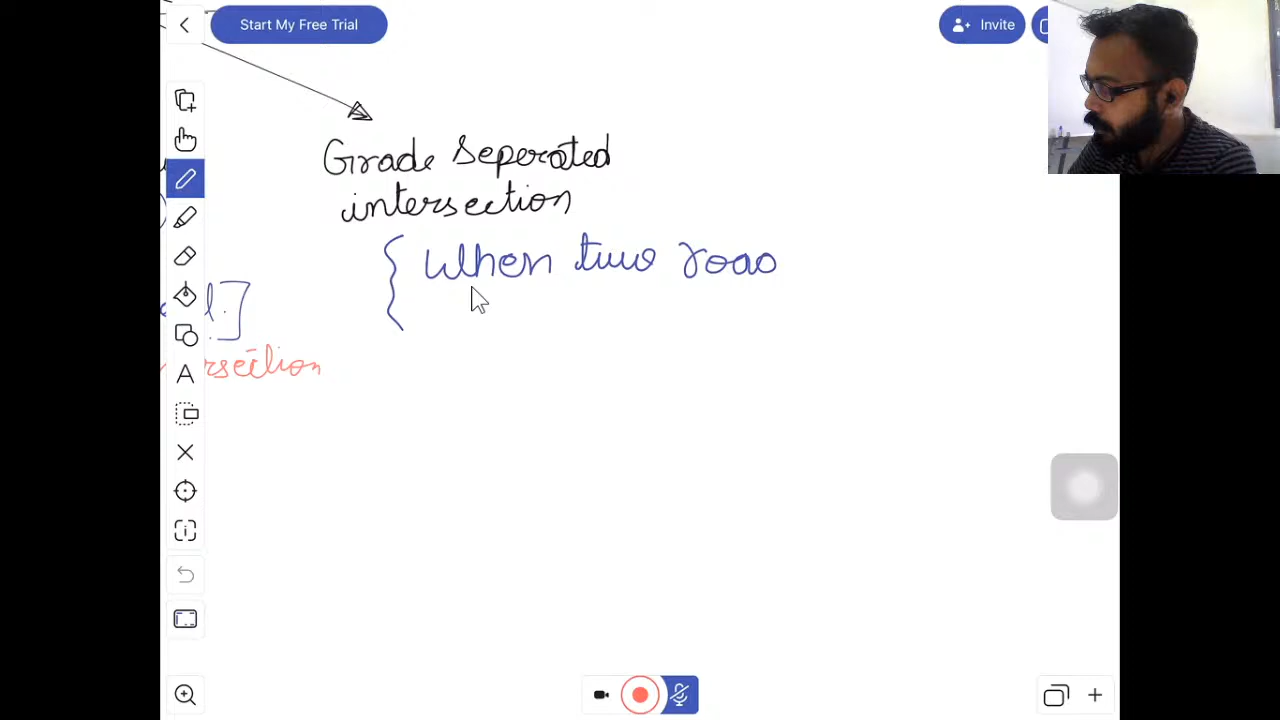 Start My Free Trial
Invite
Grade Seperated
intersection
When two roao
l.]
rsection
A